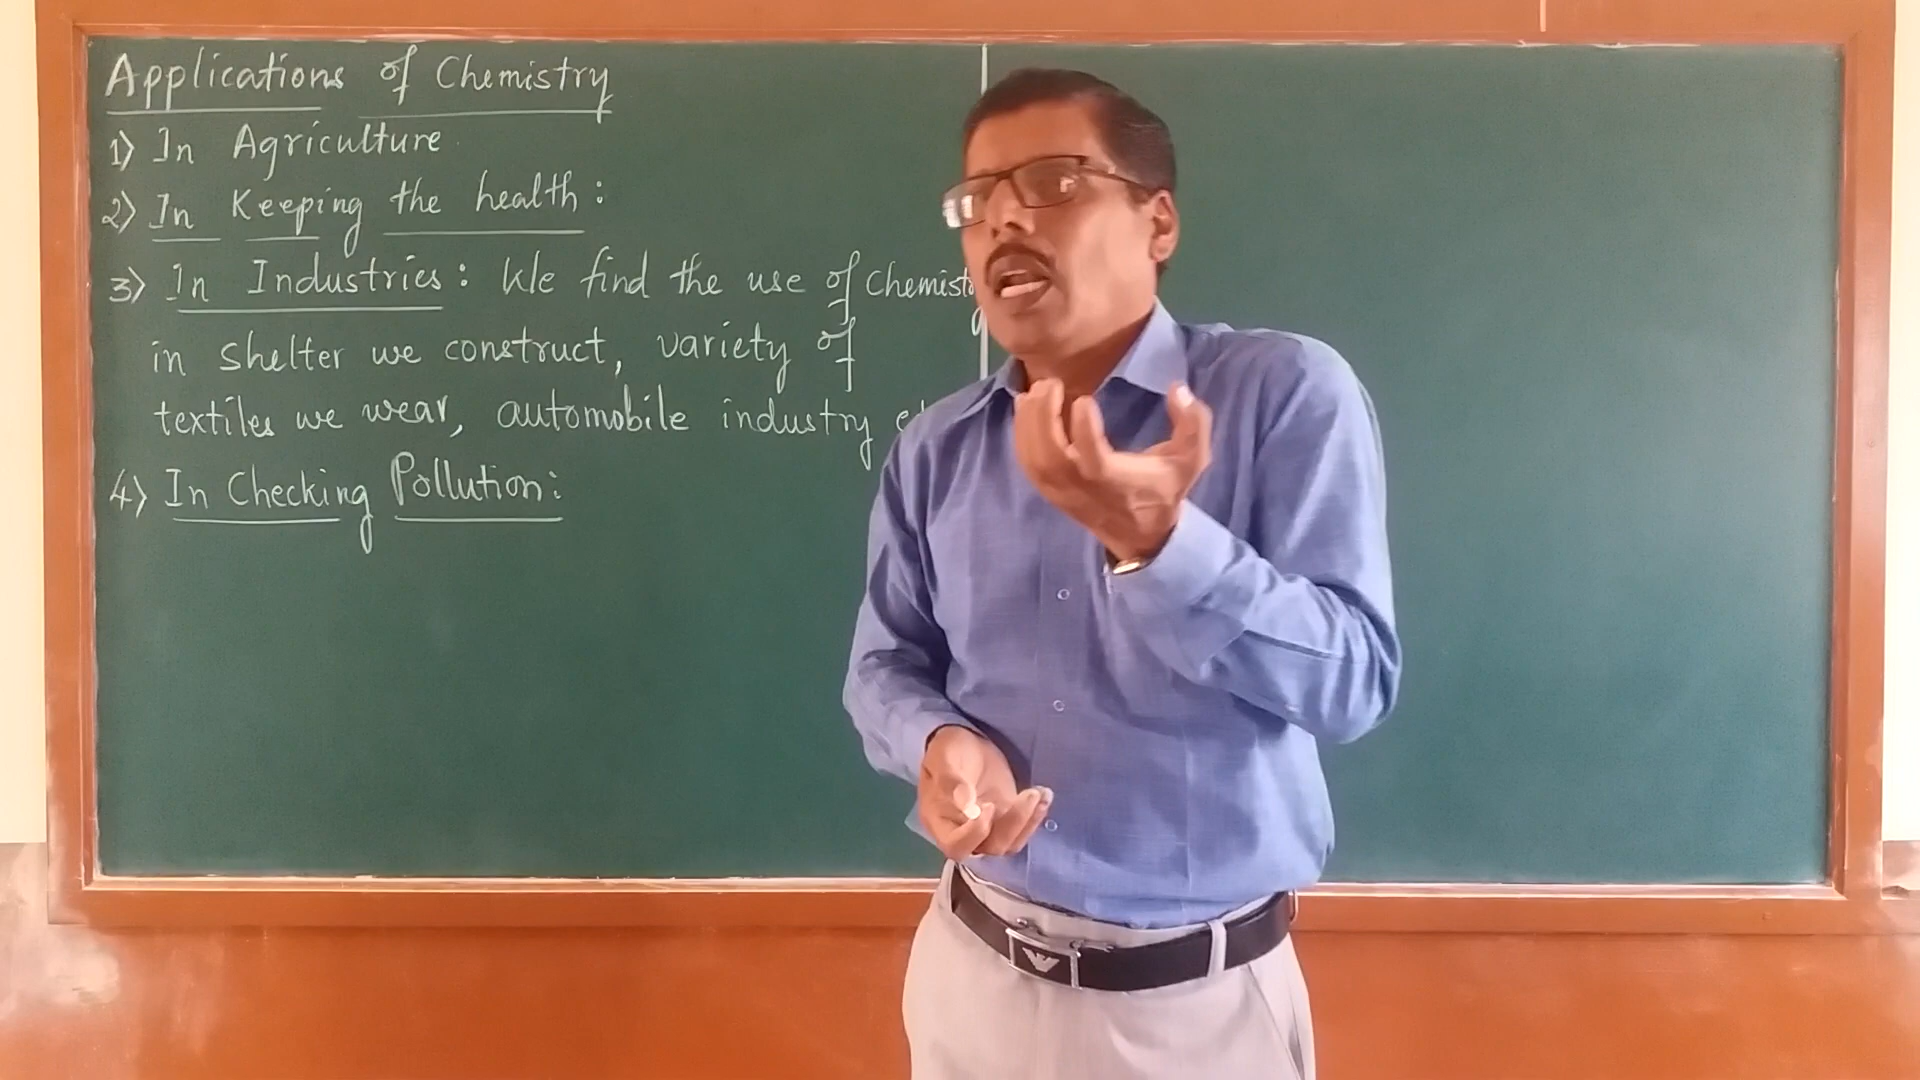 Applications of Chemistry
1) In Agriculture
2) In Keeping the health :
3) In Industries : We find the use of Chemistry
in shelter we construct, variety of
textiles we wear, automobile industry
4) In Checking Pollution :